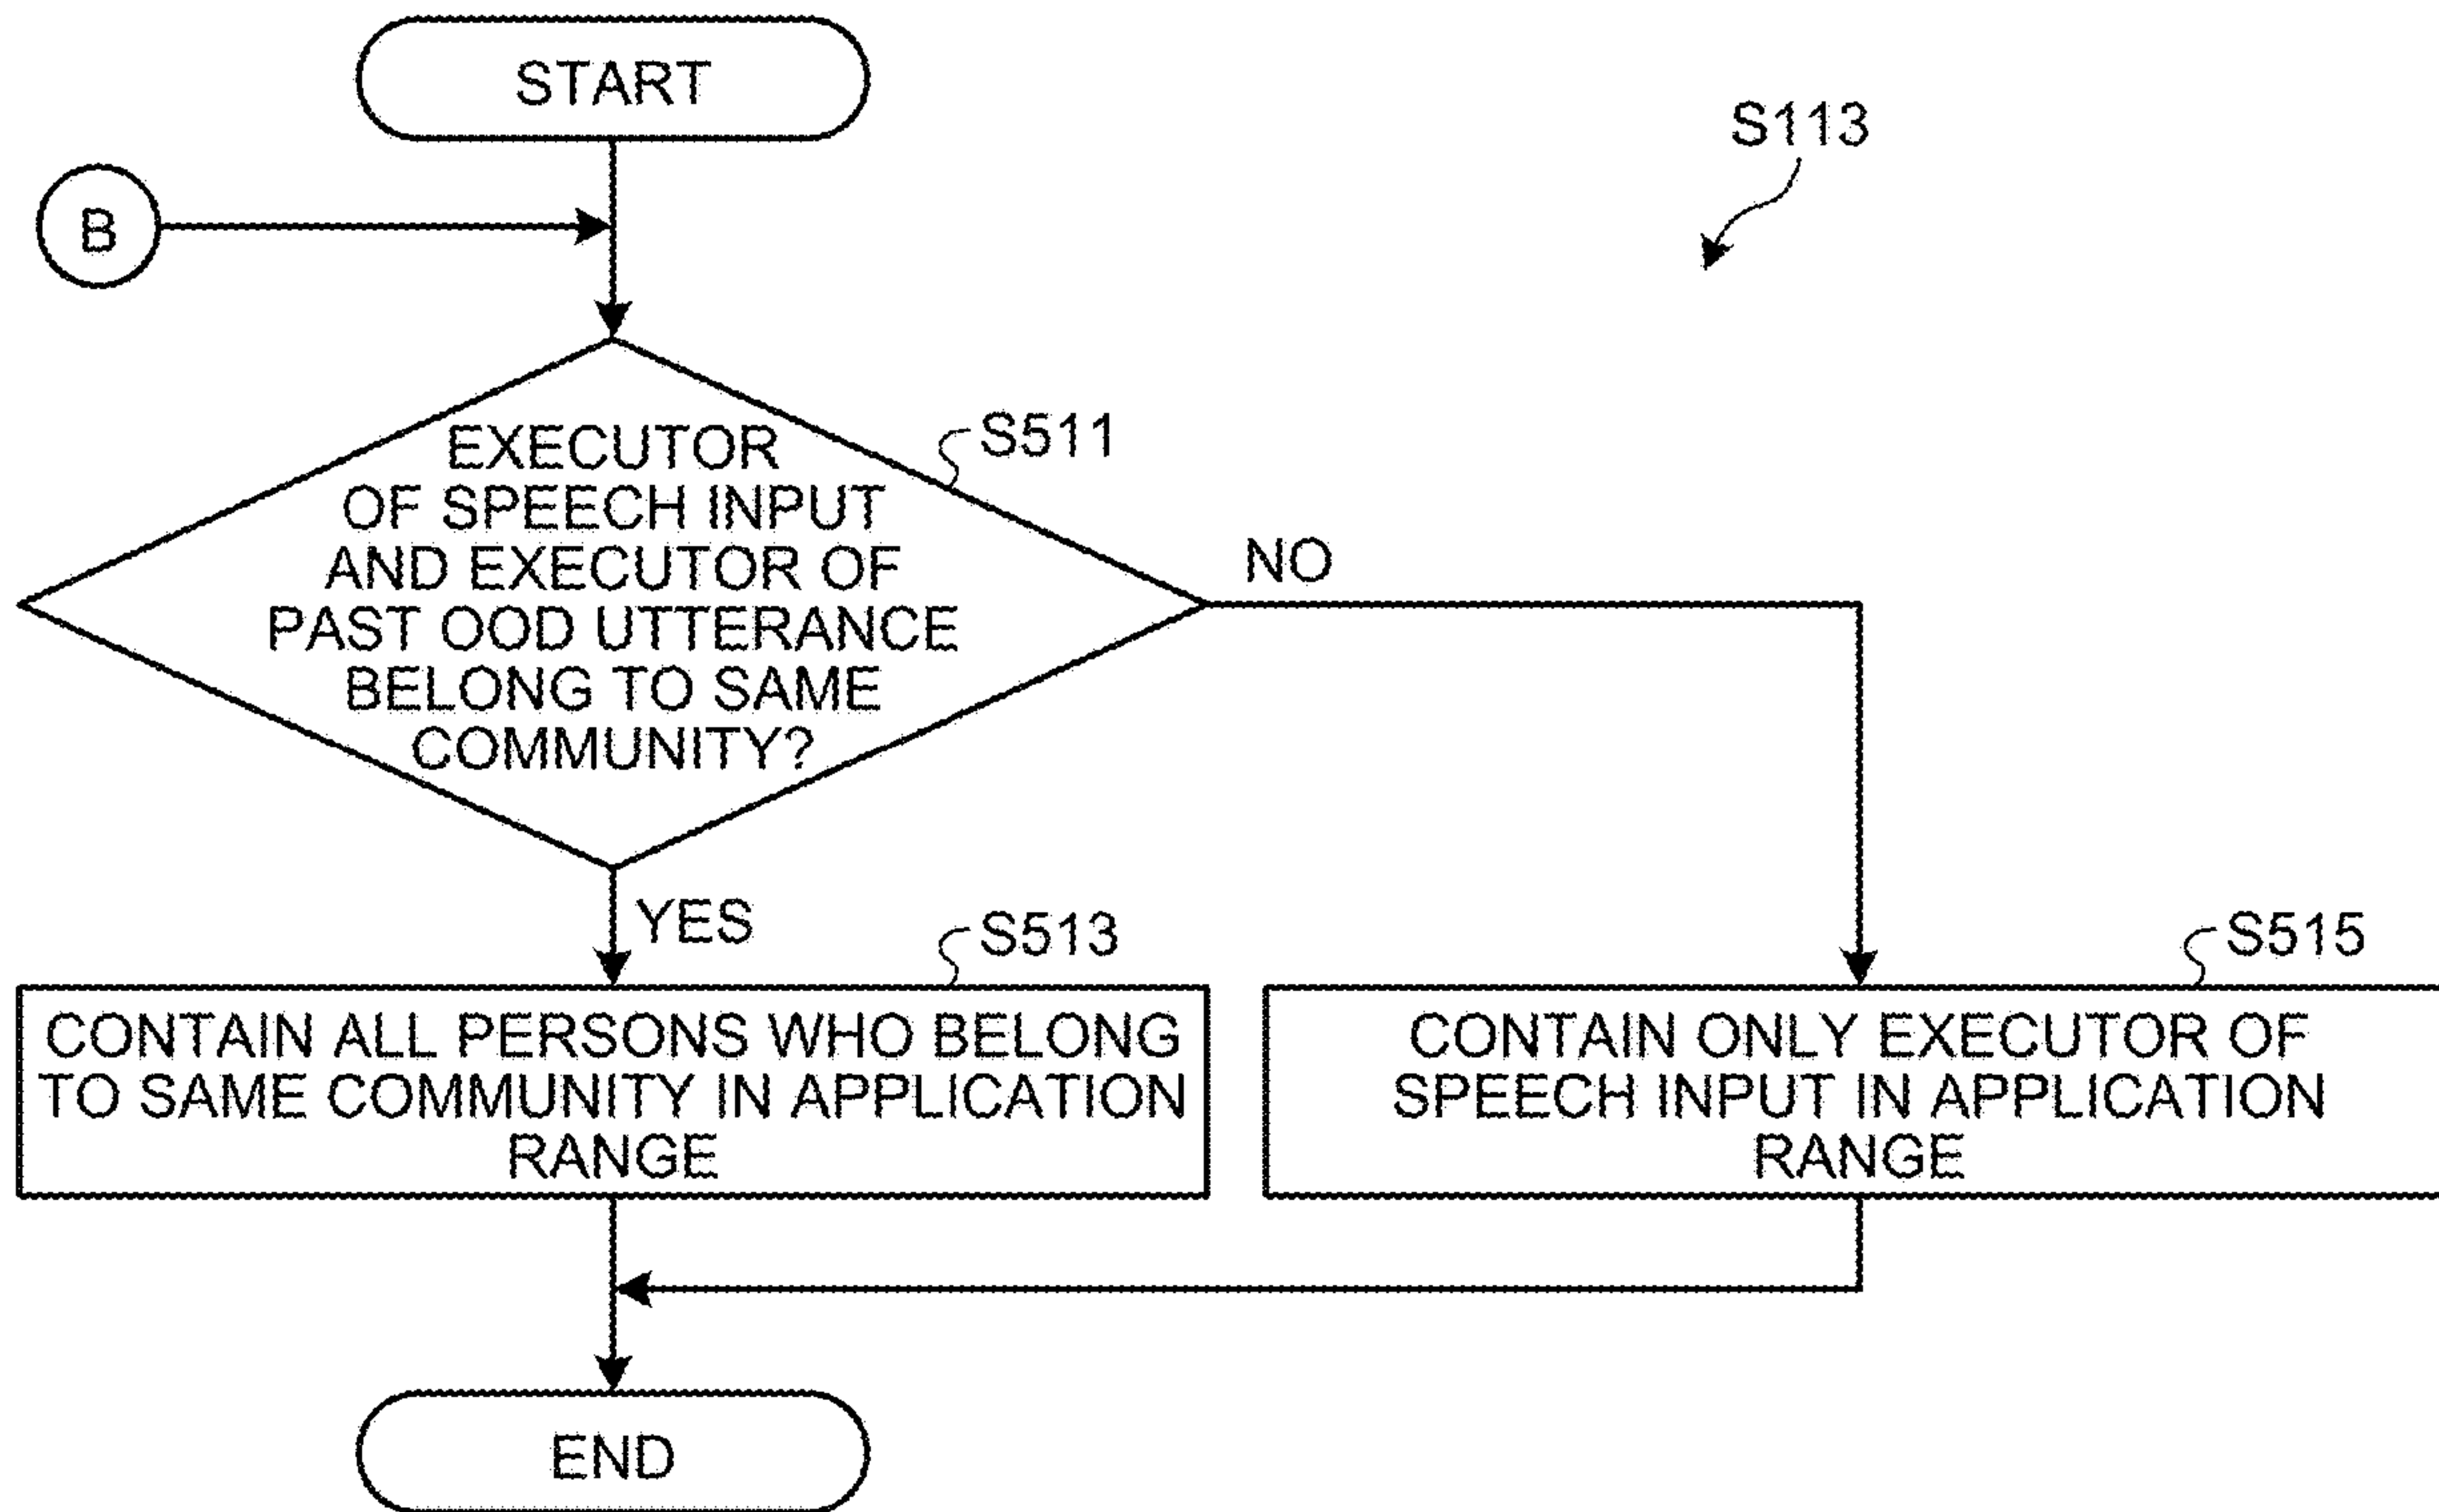 START
S113
B
S511
EXECUTOR
OF SPEECH INPUT
AND EXECUTOR OF
PAST OOD UTTERANCE
BELONG TO SAME
COMMUNITY?
NO
YES
S513
S515
CONTAIN ALL PERSONS WHO BELONG
TO SAME COMMUNITY IN APPLICATION
RANGE
CONTAIN ONLY EXECUTOR OF
SPEECH INPUT IN APPLICATION
RANGE
END